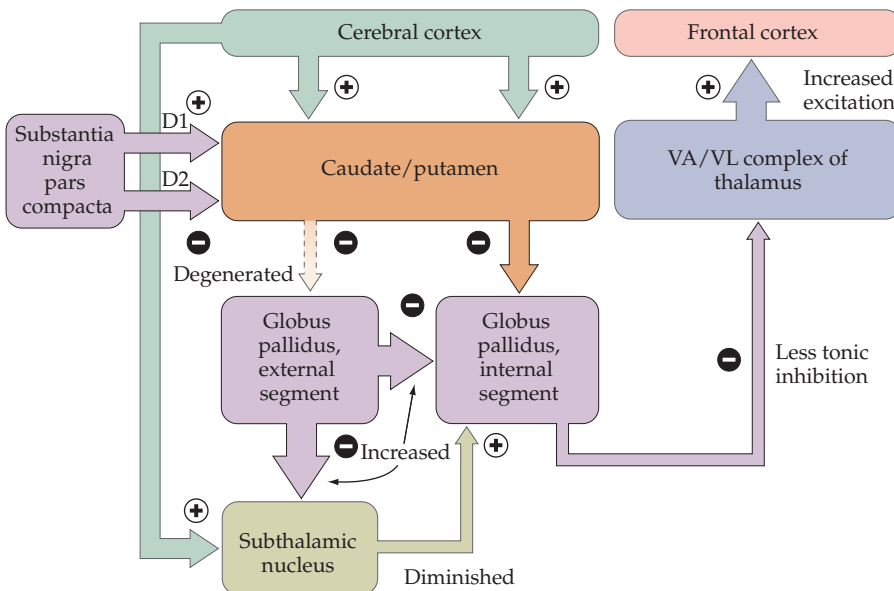 Cerebral cortex
Frontal cortex
+
+
+
+
Increased
excitation
D1
Substantia
nigra
pars
compacta
D2
Caudate/putamen
VA/VL complex of
thalamus
−
−
−
Degenerated
−
Globus
pallidus,
external
segment
Globus
pallidus,
internal
segment
−
Less tonic
inhibition
−
Increased
+
+
Subthalamic
nucleus
Diminished